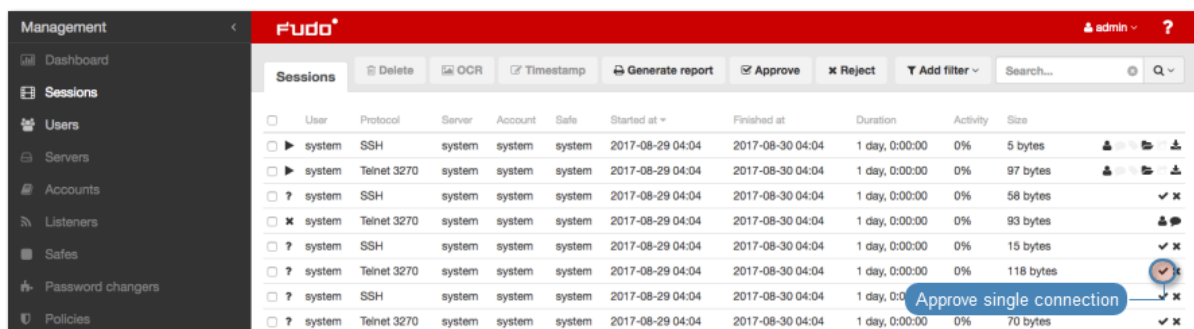 Management
Fudo
admin
?
Dashboard
Sessions
Users
Servers
Accounts
Listeners
Safes
Password changers
Policies
Sessions Delete OCR Timestamp Generate report Approve Reject Add filter Search...
User Protocol Server Account Safe Started at Finished at Duration Activity Size
system SSH system system system 2017-08-29 04:04 2017-08-30 04:04 1 day, 0:00:00 0% 5 bytes
system Telnet 3270 system system system 2017-08-29 04:04 2017-08-30 04:04 1 day, 0:00:00 0% 97 bytes
? system SSH system system system 2017-08-29 04:04 2017-08-30 04:04 1 day, 0:00:00 0% 58 bytes
system Telnet 3270 system system system 2017-08-29 04:04 2017-08-30 04:04 1 day, 0:00:00 0% 93 bytes
? system SSH system system system 2017-08-29 04:04 2017-08-30 04:04 1 day, 0:00:00 0% 15 bytes
? system Telnet 3270 system system system 2017-08-29 04:04 2017-08-30 04:04 1 day, 0:00:00 0% 118 bytes
? system SSH system system system 2017-08-29 04:04 2017-08-30 04:04 1 day,
Approve single connection
? system Telnet 3270 system system system 2017-08-29 04:04 2017-08-30 04:04 1 day, 0:00:00 0% 70 bytes